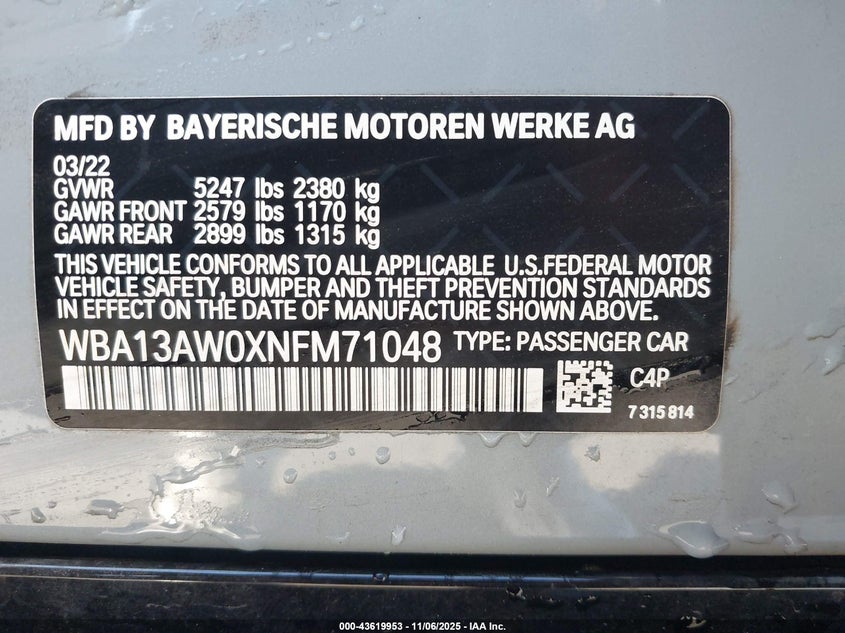 MFD BY BAYERISCHE MOTOREN WERKE AG
03/22
GVWR 5247 lbs 2380 kg
GAWR FRONT 2579 lbs 1170 kg
GAWR REAR 2899 lbs 1315 kg
THIS VEHICLE CONFORMS TO ALL APPLICABLE U.S.FEDERAL MOTOR
VEHICLE SAFETY, BUMPER AND THEFT PREVENTION STANDARDS
IN EFFECT ON THE DATE OF MANUFACTURE SHOWN ABOVE.
WBA13AW0XNFM71048 TYPE: PASSENGER CAR
C4P
7 315 814
000-43619953 - 11/06/2025 - IAA Inc.